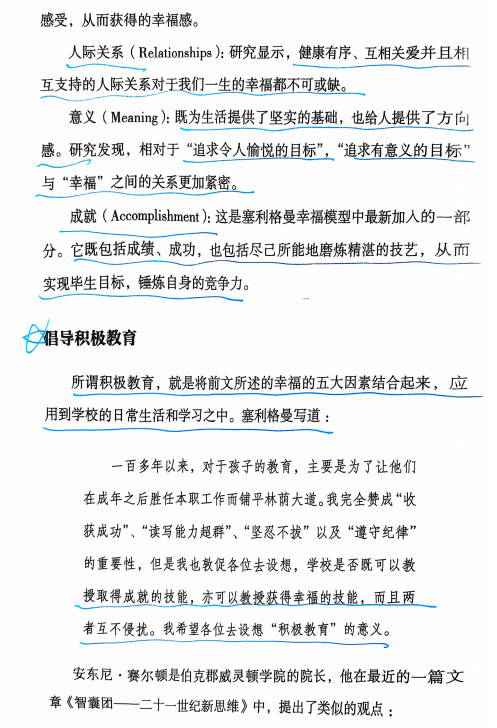 感受，从而获得的幸福感。
人际关系（Relationships）：研究显示，健康有序、互相关爱并且相
互支持的人际关系对于我们一生的幸福都不可或缺。
意义（Meaning）：既为生活提供了坚实的基础，也给人提供了方向
感。研究发现，相对于“追求令人愉悦的目标”，“追求有意义的目标”
与“幸福”之间的关系更加紧密。
成就（Accomplishment）：这是塞利格曼幸福模型中最新加入的一部
分。它既包括成绩、成功，也包括尽己所能地磨炼精湛的技艺，从而
实现毕生目标，锤炼自身的竞争力。
倡导积极教育
所谓积极教育，就是将前文所述的幸福的五大因素结合起来，应
用到学校的日常生活和学习之中。塞利格曼写道：
一百多年以来，对于孩子的教育，主要是为了让他们
在成年之后胜任本职工作而铺平林荫大道。我完全赞成“收
获成功”、“读写能力超群”、“坚忍不拔”以及“遵守纪律”
的重要性，但是我也敦促各位去设想，学校是否既可以教
授取得成就的技能，亦可以教授获得幸福的技能，而且两
者互不侵扰。我希望各位去设想“积极教育”的意义。
安东尼·赛尔顿是伯克郡威灵顿学院的院长，他在最近的一篇文
章《智囊团——二十一世纪新思维》中，提出了类似的观点：